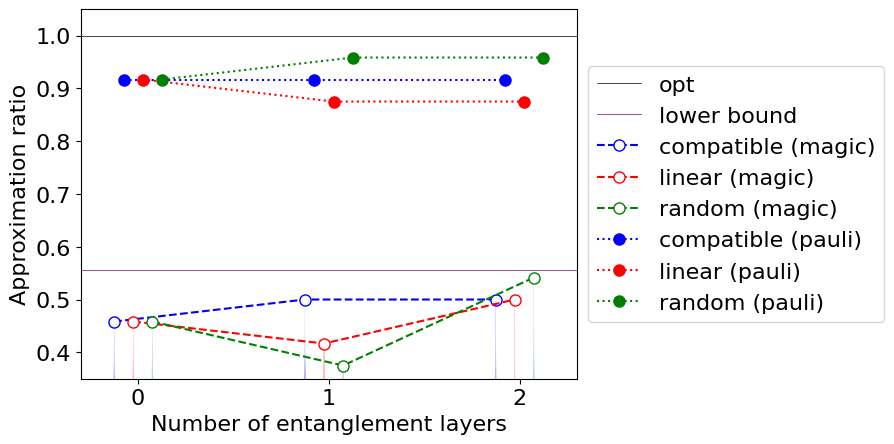 1.0
0.9
0.8
0.7
0.6
0.5
0.4
Approximation ratio
0
1
2
Number of entanglement layers
opt
lower bound
compatible (magic)
linear (magic)
random (magic)
compatible (pauli)
linear (pauli)
random (pauli)